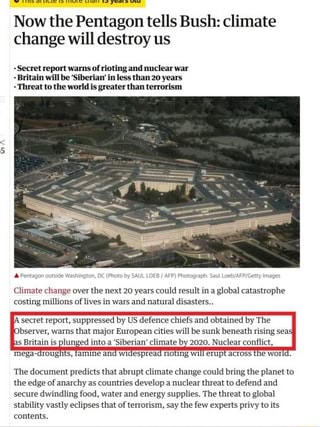 This article is more than 15 years old
Now the Pentagon tells Bush: climate
change will destroy us
· Secret report warns of rioting and nuclear war
· Britain will be 'Siberian' in less than 20 years
· Threat to the world is greater than terrorism
<
5
▲ Pentagon outside Washington, DC (Photo by SAUL LOEB / AFP) Photograph: Saul Loeb/AFP/Getty Images
Climate change over the next 20 years could result in a global catastrophe
costing millions of lives in wars and natural disasters..
A secret report, suppressed by US defence chiefs and obtained by The
Observer, warns that major European cities will be sunk beneath rising seas
as Britain is plunged into a 'Siberian' climate by 2020. Nuclear conflict,
mega-droughts, famine and widespread rioting will erupt across the world.
The document predicts that abrupt climate change could bring the planet to
the edge of anarchy as countries develop a nuclear threat to defend and
secure dwindling food, water and energy supplies. The threat to global
stability vastly eclipses that of terrorism, say the few experts privy to its
contents.